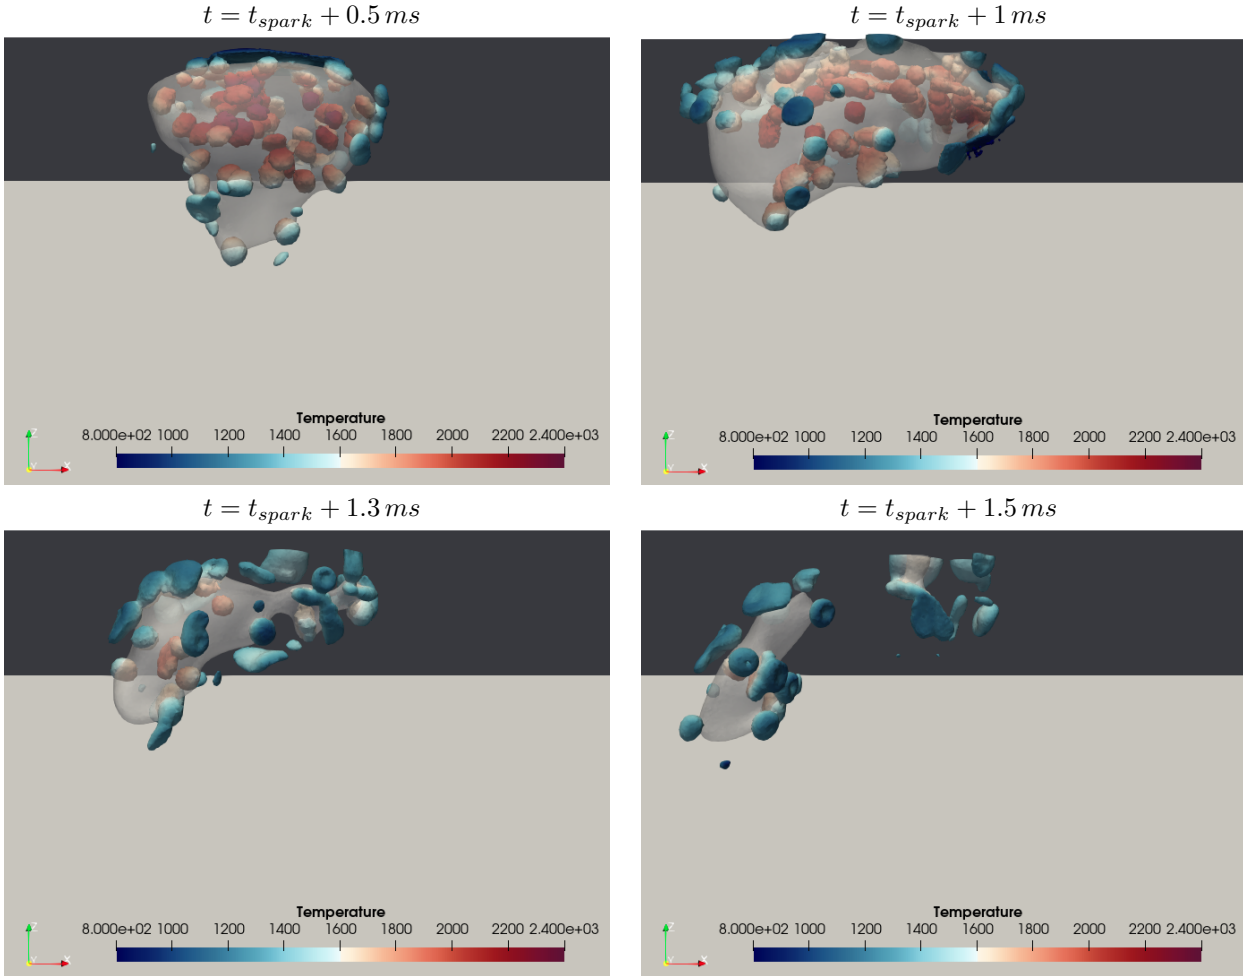 t = t_spark + 0.5 ms
t = t_spark + 1 ms
Temperature
8.000e+02 1000 1200 1400 1600 1800 2000 2200 2.400e+03
Z
Y X
Temperature
8.000e+02 1000 1200 1400 1600 1800 2000 2200 2.400e+03
Z
Y X
t = t_spark + 1.3 ms
t = t_spark + 1.5 ms
Temperature
8.000e+02 1000 1200 1400 1600 1800 2000 2200 2.400e+03
Z
Y X
Temperature
8.000e+02 1000 1200 1400 1600 1800 2000 2200 2.400e+03
Z
Y X